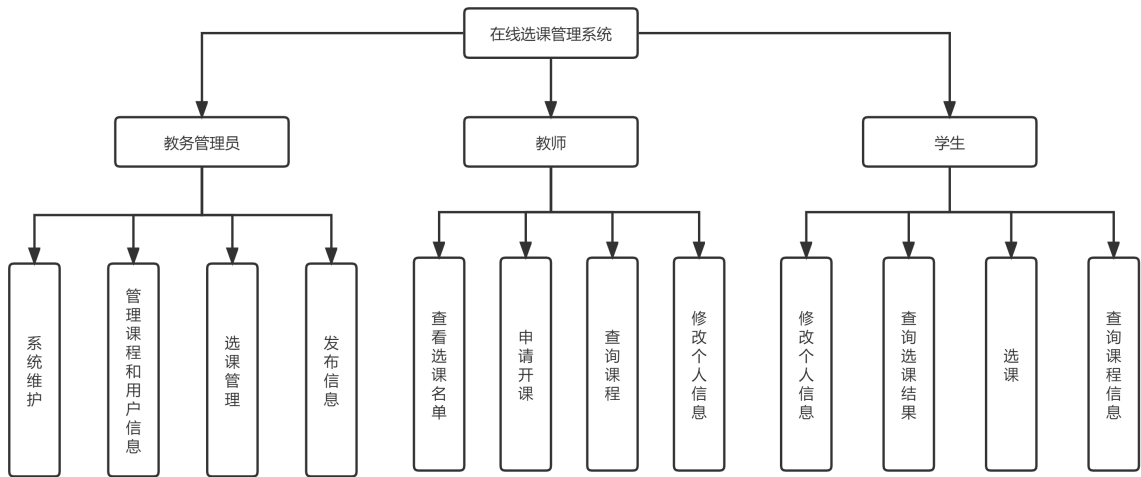 在线选课管理系统
教务管理员
教师
学生
系统维护
管理课程和用户信息
选课管理
发布信息
查看选课名单
申请开课
查询课程
修改个人信息
修改个人信息
查询选课结果
选课
查询课程信息